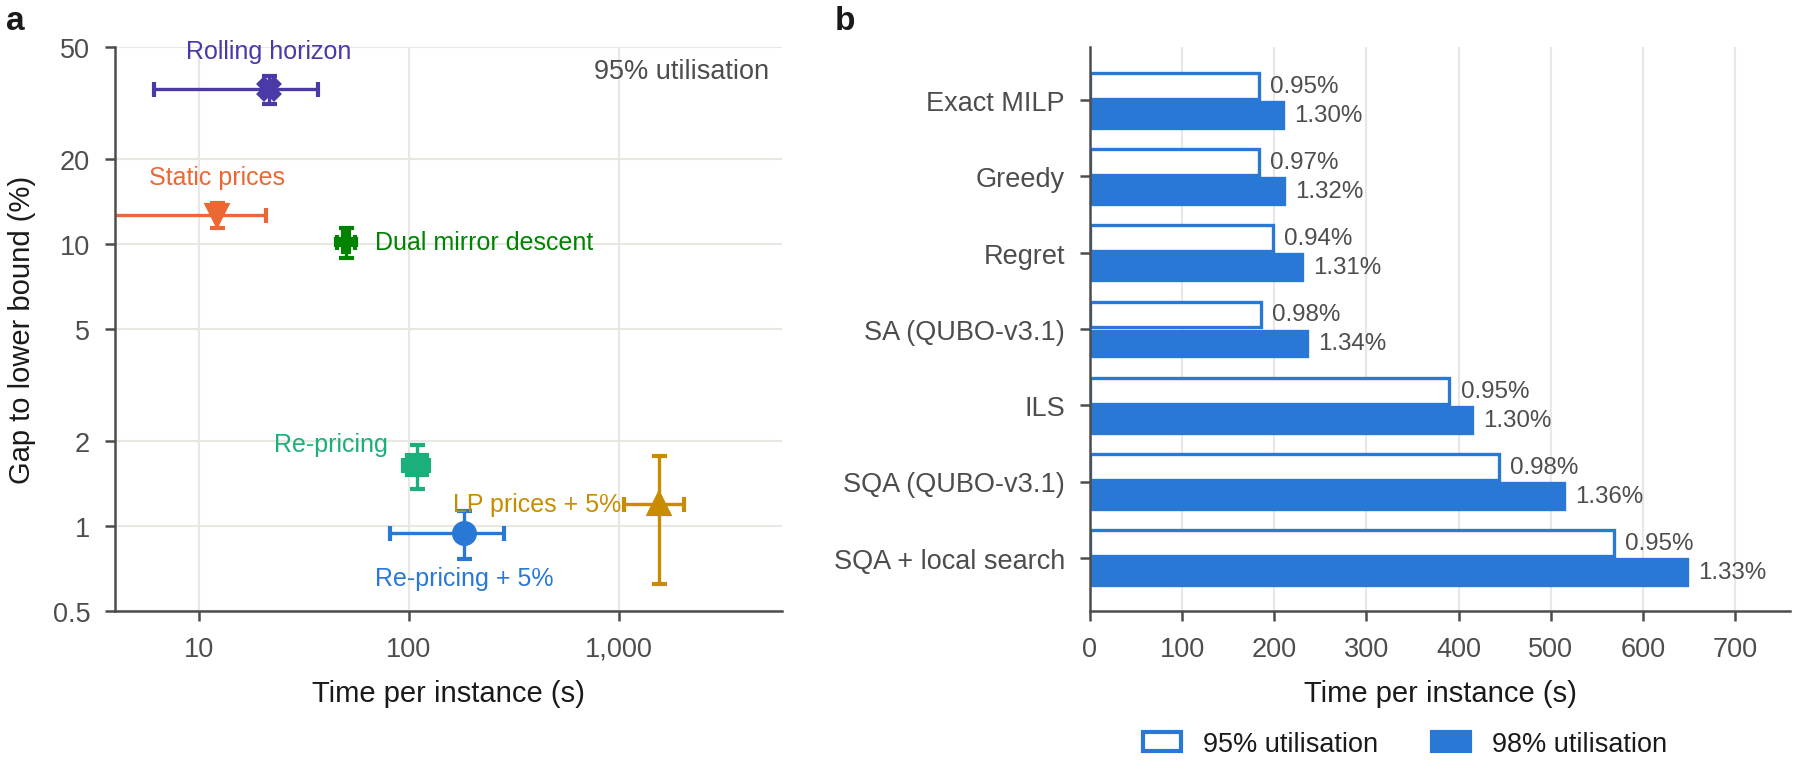 a
Gap to lower bound (%)
50
20
10
5
2
1
0.5
Rolling horizon
95% utilisation
Static prices
Dual mirror descent
Re-pricing
LP prices + 5%
Re-pricing + 5%
10
100
1,000
Time per instance (s)
b
Exact MILP
0.95%
1.30%
Greedy
0.97%
1.32%
Regret
0.94%
1.31%
SA (QUBO-v3.1)
0.98%
1.34%
ILS
0.95%
1.30%
SQA (QUBO-v3.1)
0.98%
1.36%
SQA + local search
0.95%
1.33%
0
100
200
300
400
500
600
700
Time per instance (s)
95% utilisation
98% utilisation